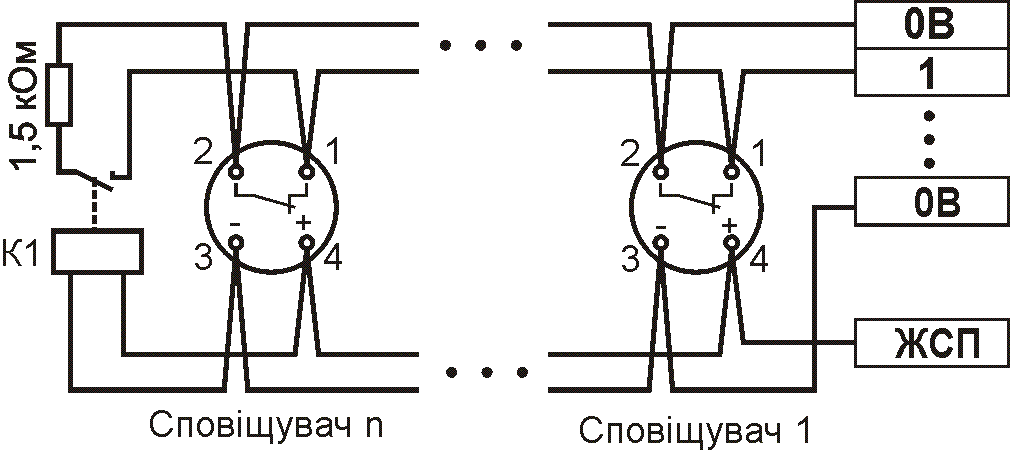 0В
1
0В
ЖСП
1,5 кОм
К1
2 1
- +
3 4
2 1
- +
3 4
Сповіщувач n
Сповіщувач 1